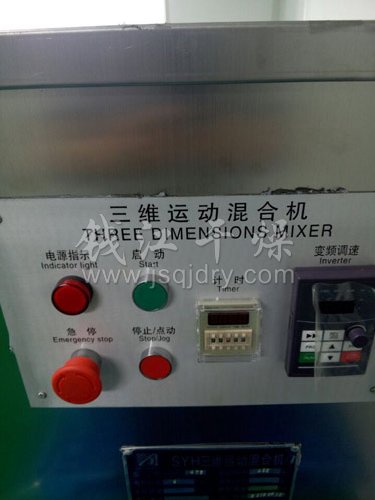 三维运动混合机
THREE DIMENSIONS MIXER
电源指示
Indicator light
启动
Start
变频调速
Inverter
钱江干燥
www.jsqjdry.com
计时
Timer
急停
Emergency stop
停止/点动
Stop/Jog